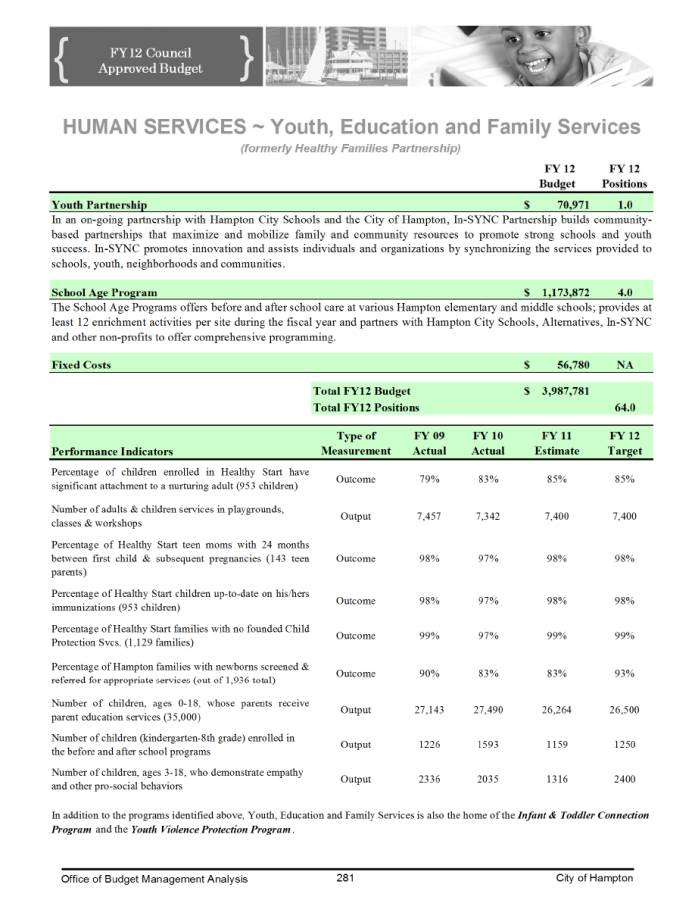 FY12 Council
Approved Budget
HUMAN SERVICES ~ Youth, Education and Family Services
(formerly Healthy Families Partnership)
FY 12 FY 12
Budget Positions
Youth Partnership $ 70,971 1.0
In an on-going partnership with Hampton City Schools and the City of Hampton, In-SYNC Partnership builds community-
based partnerships that maximize and mobilize family and community resources to promote strong schools and youth
success. In-SYNC promotes innovation and assists individuals and organizations by synchronizing the services provided to
schools, youth, neighborhoods and communities.
School Age Program $ 1,173,872 4.0
The School Age Programs offers before and after school care at various Hampton elementary and middle schools; provides at
least 12 enrichment activities per site during the fiscal year and partners with Hampton City Schools, Alternatives, In-SYNC
and other non-profits to offer comprehensive programming.
Fixed Costs $ 56,780 NA
Total FY12 Budget $ 3,987,781
Total FY12 Positions 64.0
Type of FY 09 FY 10 FY 11 FY 12
Performance Indicators Measurement Actual Actual Estimate Target
Percentage of children enrolled in Healthy Start have
significant attachment to a nurturing adult (953 children) Outcome 79% 83% 85% 85%
Number of adults & children services in playgrounds,
classes & workshops Output 7,457 7,342 7,400 7,400
Percentage of Healthy Start teen moms with 24 months
between first child & subsequent pregnancies (143 teen Outcome 98% 97% 98% 98%
parents)
Percentage of Healthy Start children up-to-date on his/hers
immunizations (953 children) Outcome 98% 97% 98% 98%
Percentage of Healthy Start families with no founded Child
Protection Svcs. (1,129 families) Outcome 99% 97% 99% 99%
Percentage of Hampton families with newborns screened &
referred for appropriate services (out of 1,936 total) Outcome 90% 83% 83% 93%
Number of children, ages 0-18, whose parents receive
parent education services (35,000) Output 27,143 27,490 26,264 26,500
Number of children (kindergarten-8th grade) enrolled in
the before and after school programs Output 1226 1593 1159 1250
Number of children, ages 3-18, who demonstrate empathy
and other pro-social behaviors Output 2336 2035 1316 2400
In addition to the programs identified above, Youth, Education and Family Services is also the home of the Infant & Toddler Connection
Program and the Youth Violence Protection Program.
Office of Budget Management Analysis 281 City of Hampton